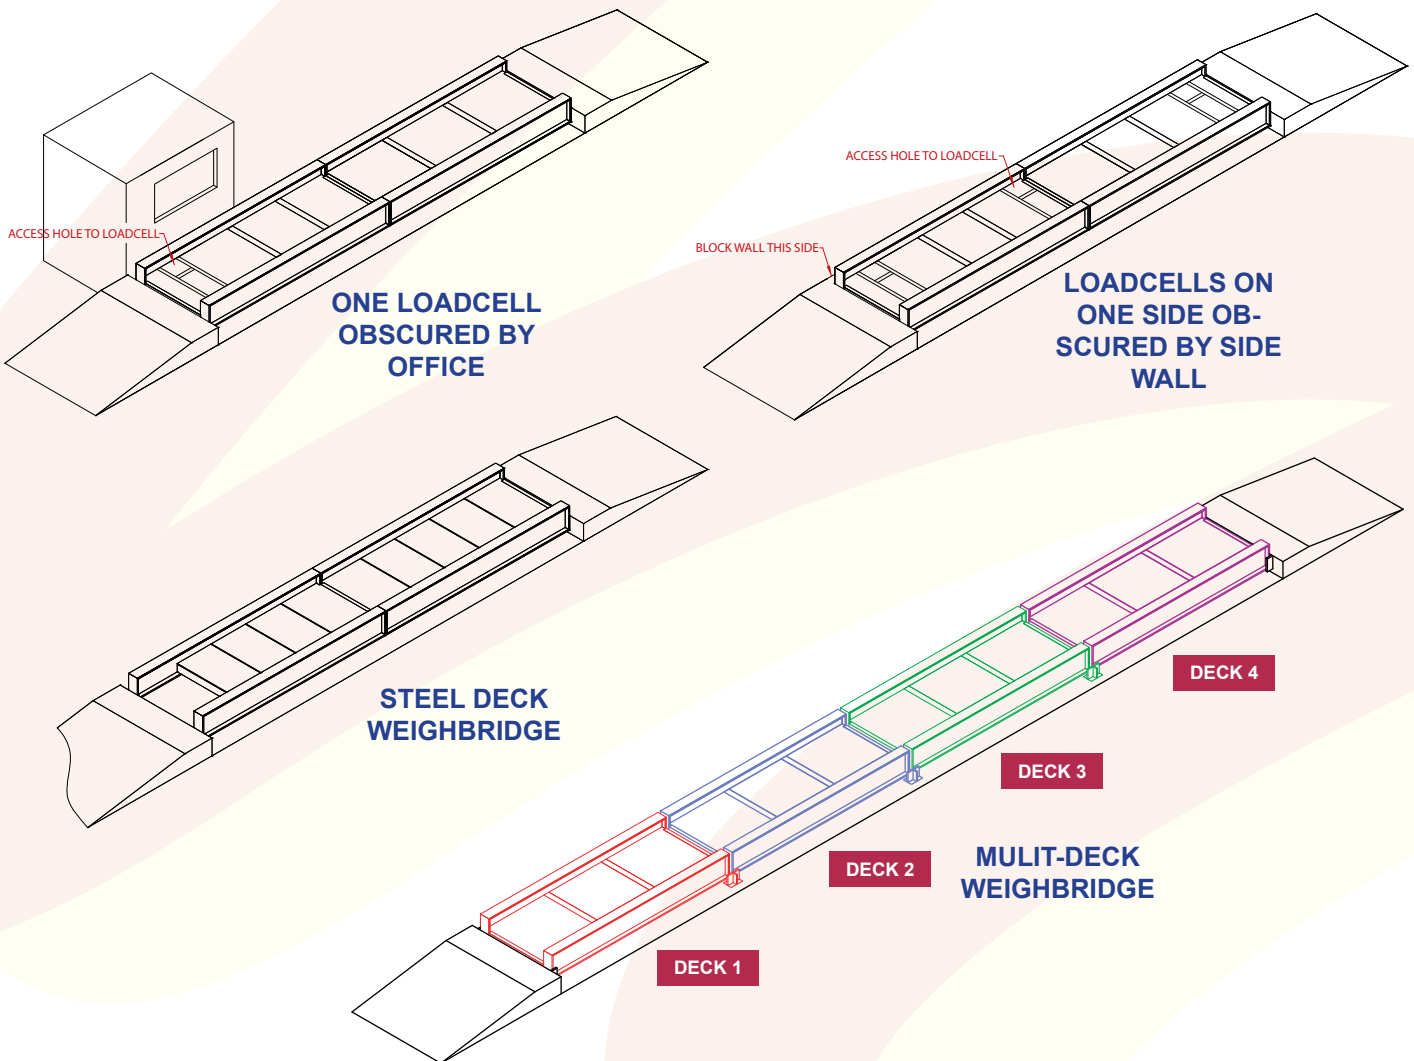 ACCESS HOLE TO LOADCELL
ONE LOADCELL
OBSCURED BY
OFFICE
ACCESS HOLE TO LOADCELL
BLOCK WALL THIS SIDE
LOADCELLS ON
ONE SIDE OB-
SCURED BY SIDE
WALL
STEEL DECK
WEIGHBRIDGE
DECK 4
DECK 3
DECK 2
MULIT-DECK
WEIGHBRIDGE
DECK 1